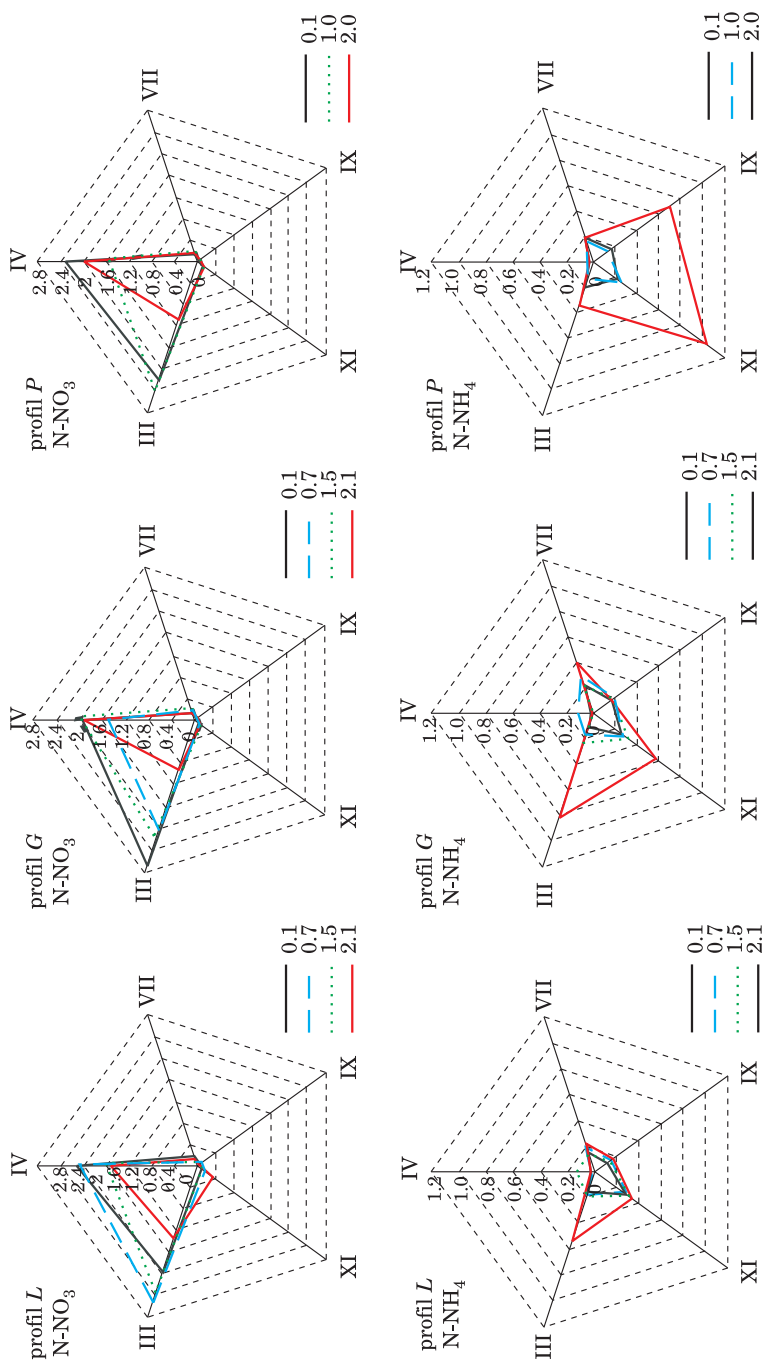 profil L
N-NO3
IV
2.8
2.4
2
1.6
1.2
0.8
0.4
0
III
VII
XI
IX
0.1
0.7
1.5
2.1
profil G
N-NO3
IV
2.8
2.4
2
1.6
1.2
0.8
0.4
0
III
VII
XI
IX
0.1
0.7
1.5
2.1
profil P
N-NO3
IV
2.8
2.4
2
1.6
1.2
0.8
0.4
0
III
VII
XI
IX
0.1
1.0
2.0
profil L
N-NH4
IV
1.2
1.0
0.8
0.6
0.4
0.2
0
III
VII
XI
IX
0.1
0.7
1.5
2.1
profil G
N-NH4
IV
1.2
1.0
0.8
0.6
0.4
0.2
0
III
VII
XI
IX
0.1
0.7
1.5
2.1
profil P
N-NH4
IV
1.2
1.0
0.8
0.6
0.4
0.2
0
III
VII
XI
IX
0.1
1.0
2.0